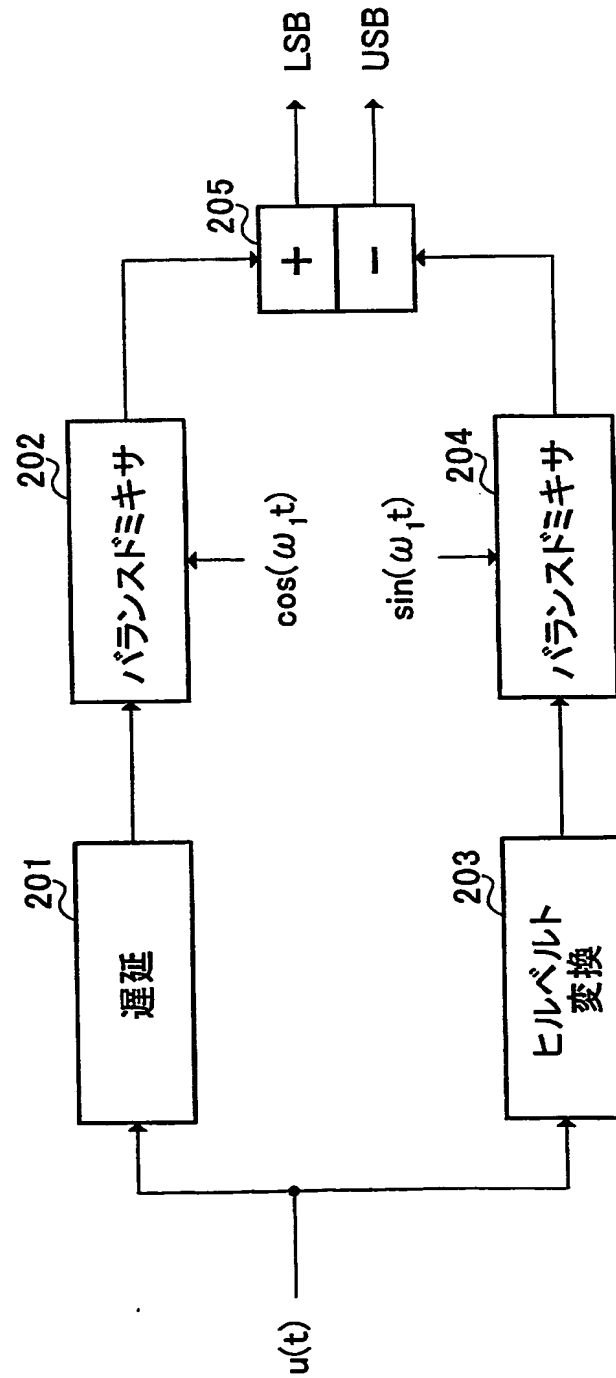 u(t)
201
遅延
202
バランスドミキサ
cos(ω₁t)
205
+
−
LSB
USB
203
ヒルベルト
変換
sin(ω₁t)
204
バランスドミキサ